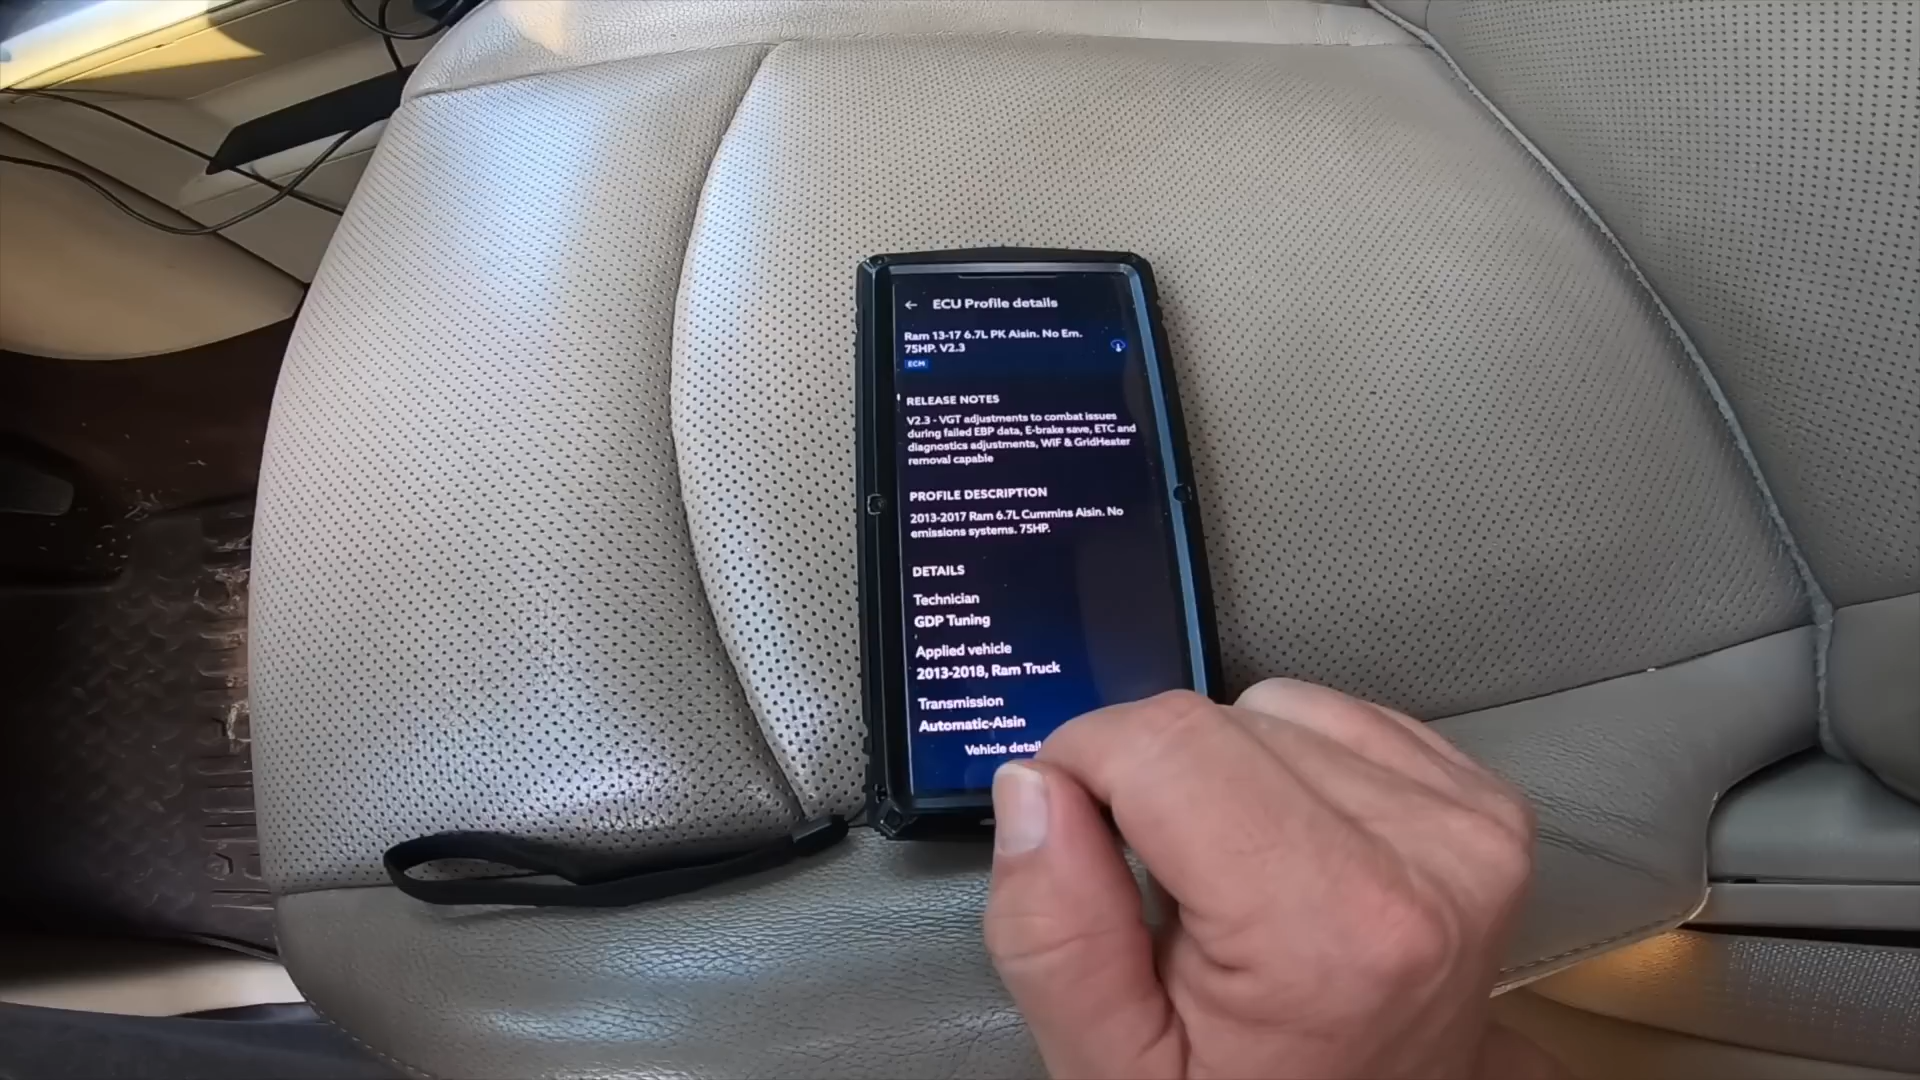 ECU Profile details
Ram 13-17 6.7L PK Aisin. No Em.
75HP. V2.3
ECM
RELEASE NOTES
V2.3 - VGT adjustments to combat issues
during failed EBP data, E-brake save, ETC and
diagnostics adjustments, WIF & GridHeater
removal capable
PROFILE DESCRIPTION
2013-2017 Ram 6.7L Cummins Aisin. No
emissions systems. 75HP.
DETAILS
Technician
GDP Tuning
Applied vehicle
2013-2018, Ram Truck
Transmission
Automatic-Aisin
Vehicle detail